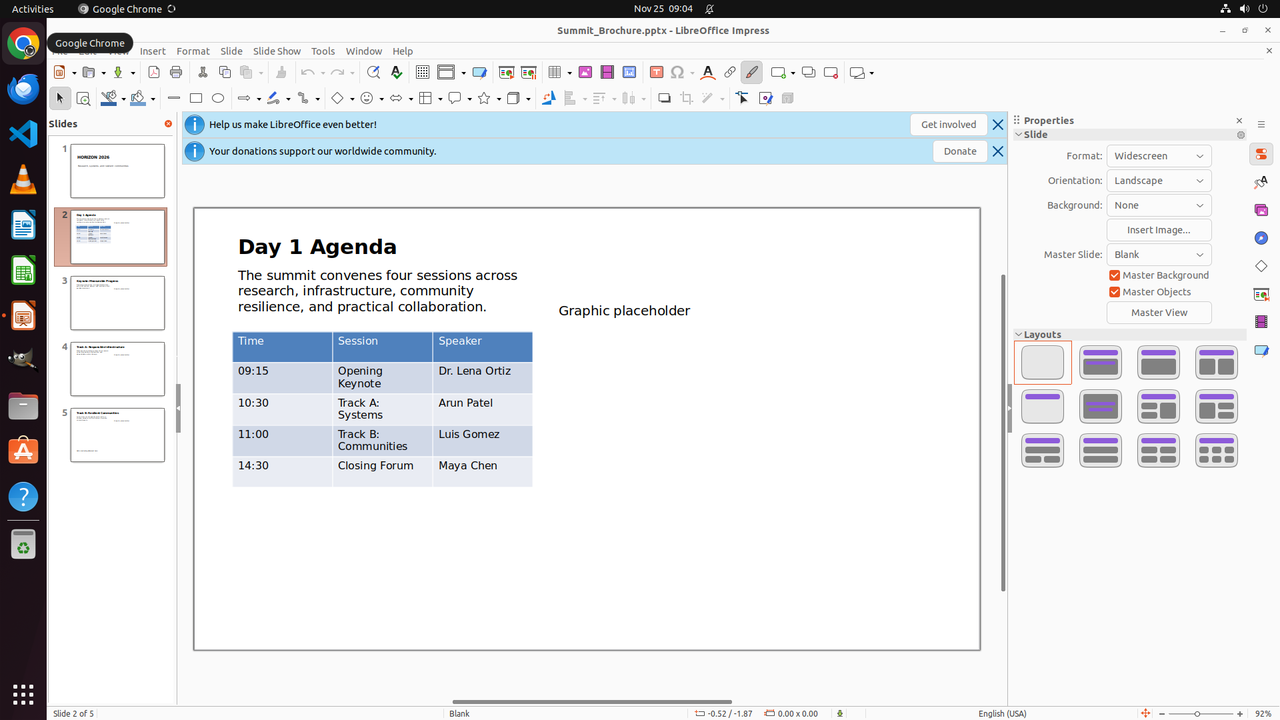 Activities
Google Chrome
Nov 25 09:04
Summit_Brochure.pptx - LibreOffice Impress
Google Chrome
Insert
Format
Slide
Slide Show
Tools
Window
Help
Slides
Help us make LibreOffice even better!
Get involved
Your donations support our worldwide community.
Donate
1
HORIZON 2026
2
Day 1 Agenda
3
4
5
Day 1 Agenda
The summit convenes four sessions across
research, infrastructure, community
resilience, and practical collaboration.
Graphic placeholder
Time Session Speaker
09:15 Opening Keynote Dr. Lena Ortiz
10:30 Track A: Systems Arun Patel
11:00 Track B: Communities Luis Gomez
14:30 Closing Forum Maya Chen
Properties
Slide
Format: Widescreen
Orientation: Landscape
Background: None
Insert Image...
Master Slide: Blank
Master Background
Master Objects
Master View
Layouts
Slide 2 of 5
Blank
-0.52 / -1.87
0.00 x 0.00
English (USA)
92%